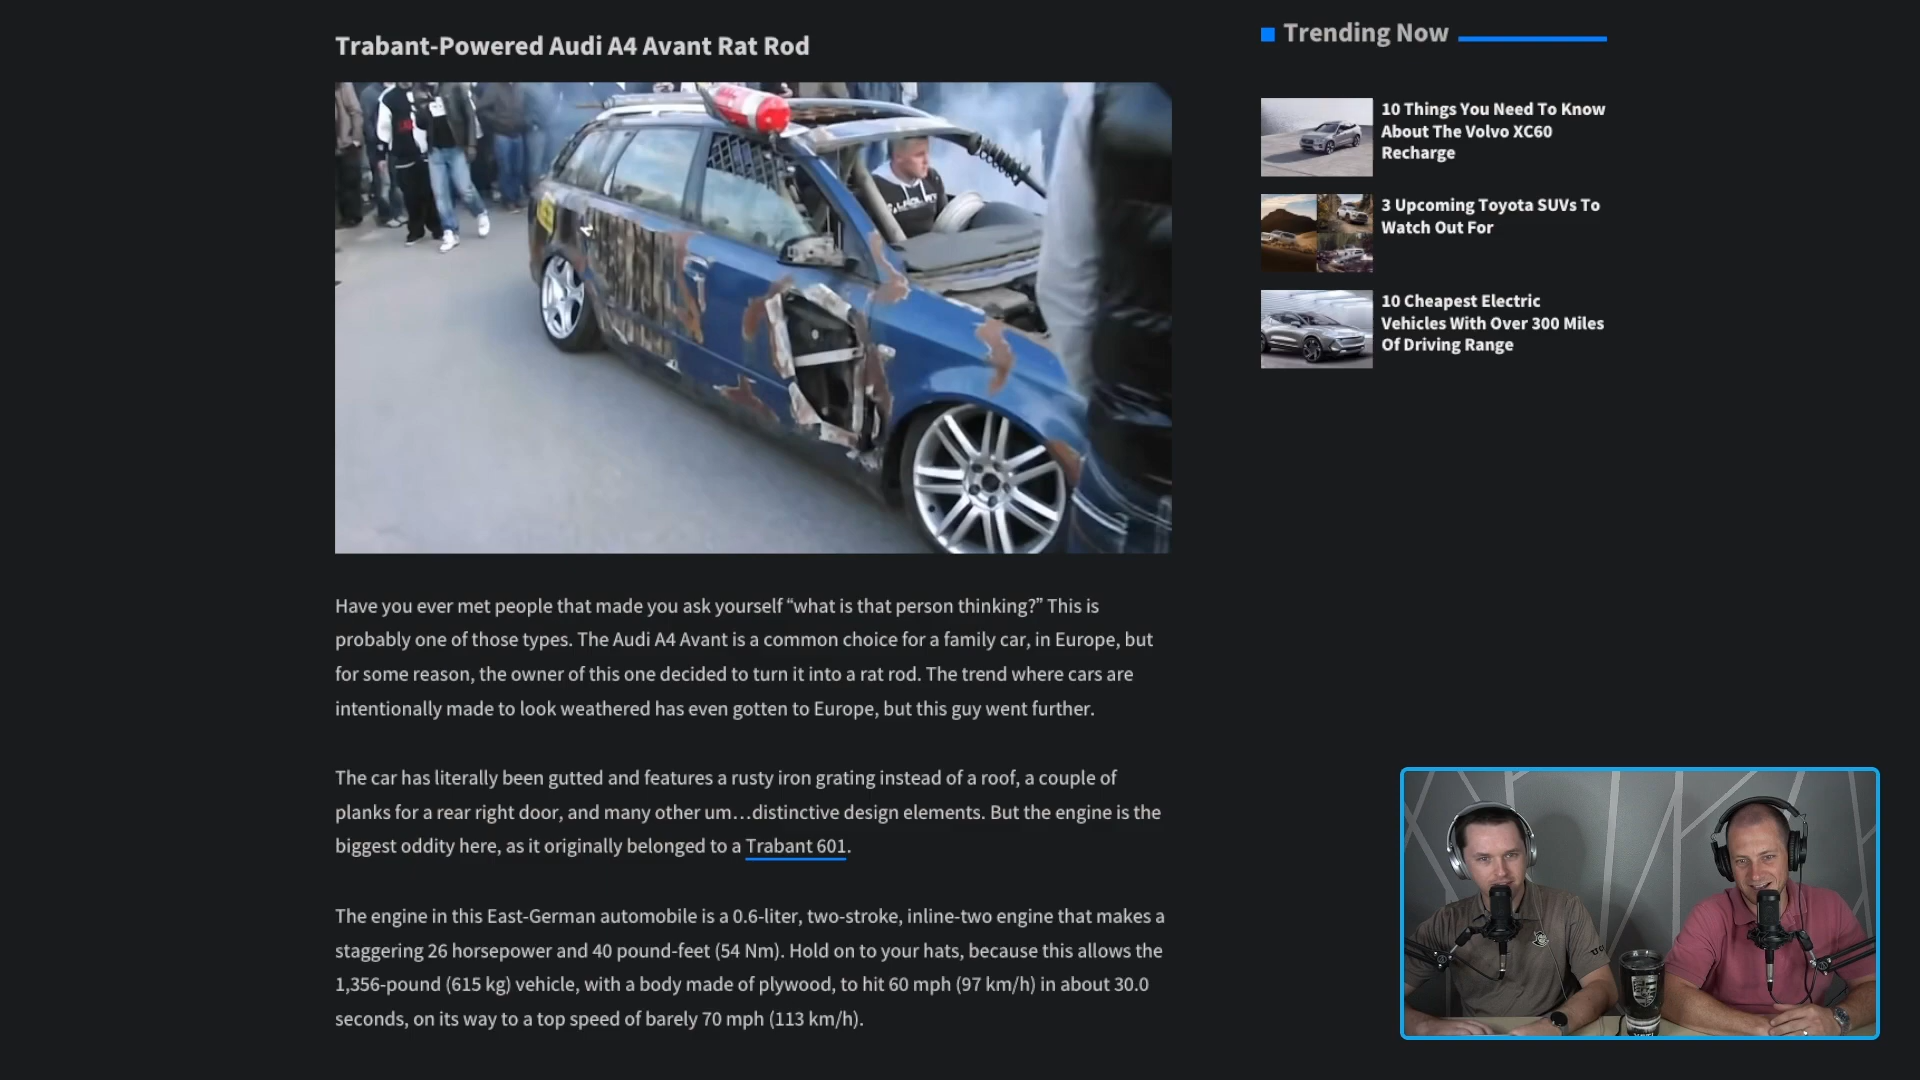 Trabant-Powered Audi A4 Avant Rat Rod
Have you ever met people that made you ask yourself “what is that person thinking?” This is
probably one of those types. The Audi A4 Avant is a common choice for a family car, in Europe, but
for some reason, the owner of this one decided to turn it into a rat rod. The trend where cars are
intentionally made to look weathered has even gotten to Europe, but this guy went further.
The car has literally been gutted and features a rusty iron grating instead of a roof, a couple of
planks for a rear right door, and many other um…distinctive design elements. But the engine is the
biggest oddity here, as it originally belonged to a Trabant 601.
The engine in this East-German automobile is a 0.6-liter, two-stroke, inline-two engine that makes a
staggering 26 horsepower and 40 pound-feet (54 Nm). Hold on to your hats, because this allows the
1,356-pound (615 kg) vehicle, with a body made of plywood, to hit 60 mph (97 km/h) in about 30.0
seconds, on its way to a top speed of barely 70 mph (113 km/h).
Trending Now
10 Things You Need To Know
About The Volvo XC60
Recharge
3 Upcoming Toyota SUVs To
Watch Out For
10 Cheapest Electric
Vehicles With Over 300 Miles
Of Driving Range